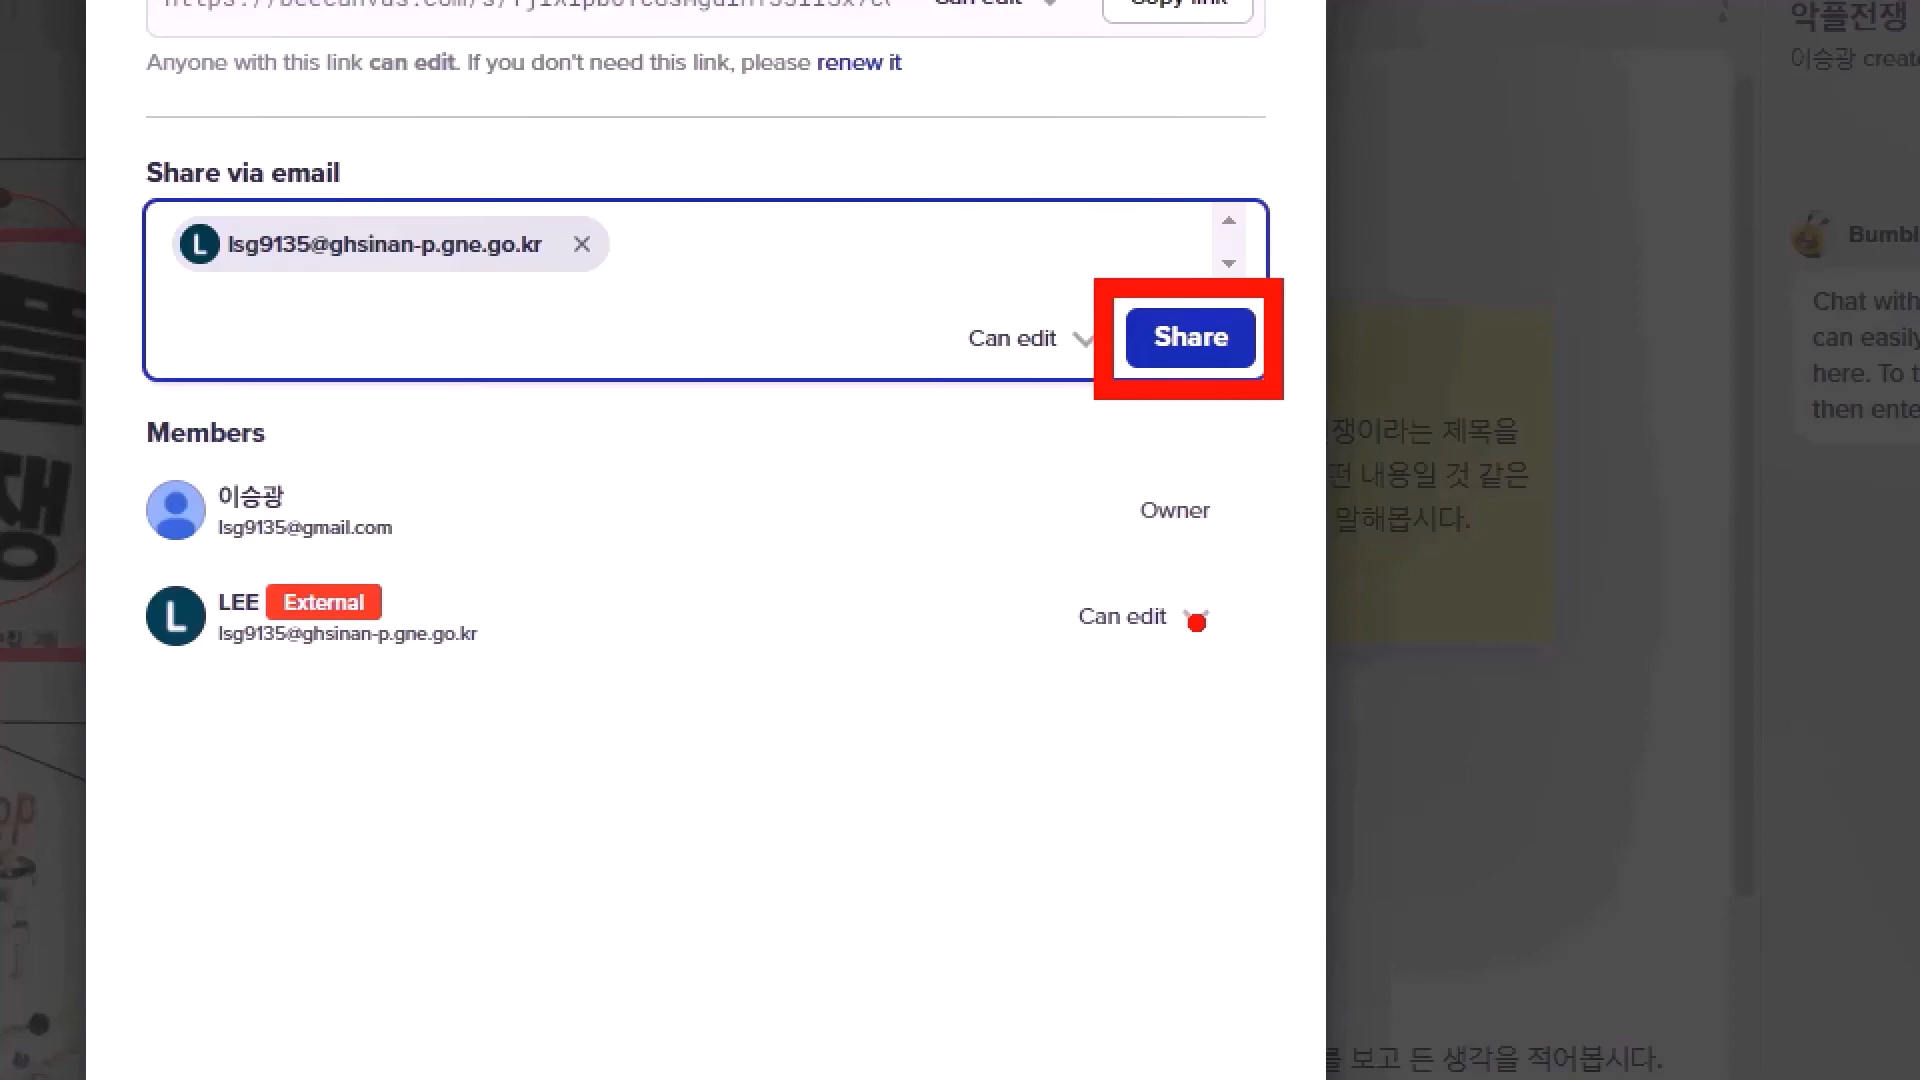 Can edit
Copy link
악플전쟁
Anyone with this link can edit. If you don't need this link, please renew it
이승광
Share via email
L lsg9135@ghsinan-p.gne.go.kr
Can edit
Share
Members
이승광
lsg9135@gmail.com
Owner
L
LEE External
lsg9135@ghsinan-p.gne.go.kr
Can edit
Chat with
can easily
here. To
then
쟁이라는 제목을
내용일 것 같은
말해봅시다.
보고 든 생각을 적어봅시다.